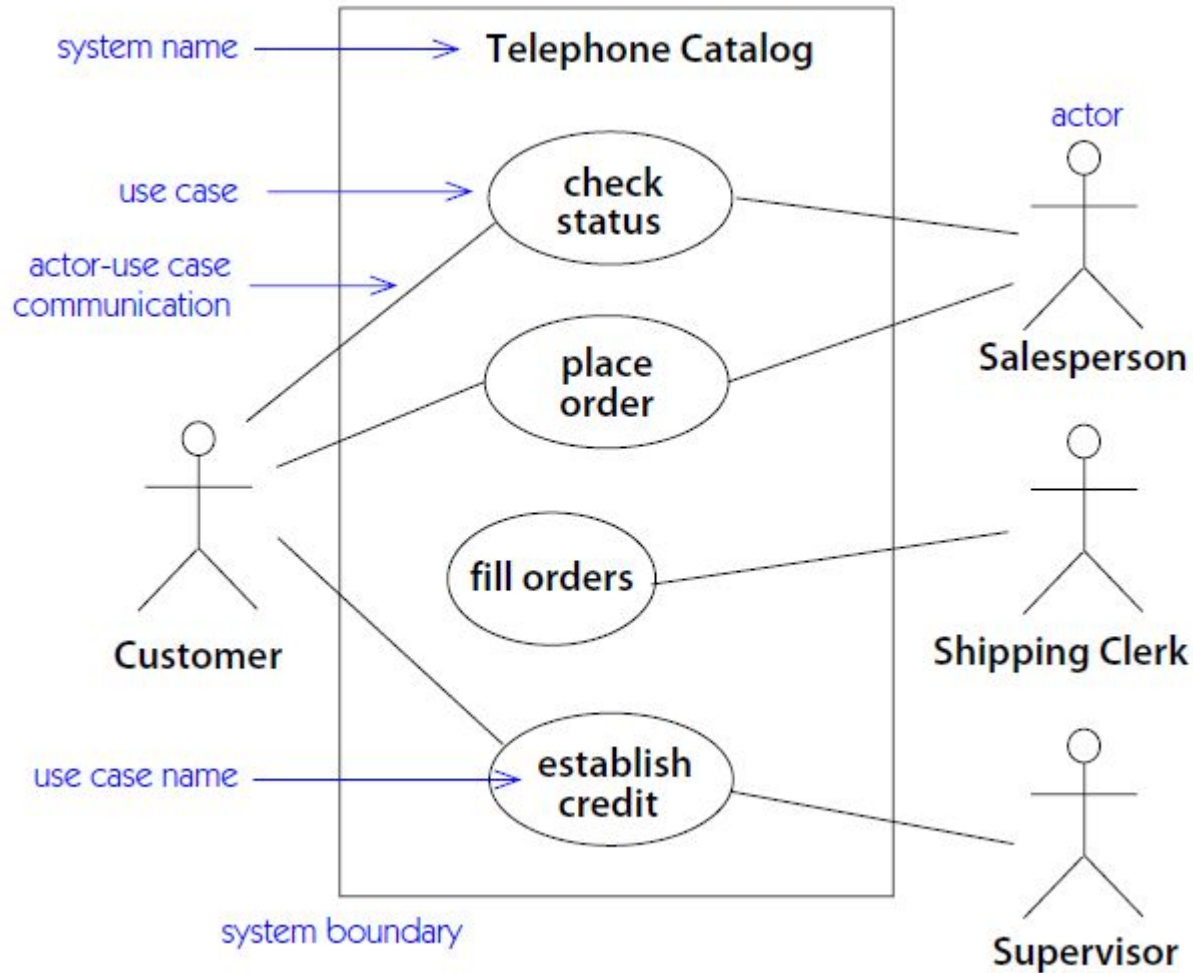 system name
Telephone Catalog
actor
use case
check
status
actor-use case
communication
place
order
Salesperson
fill orders
Customer
Shipping Clerk
use case name
establish
credit
system boundary
Supervisor